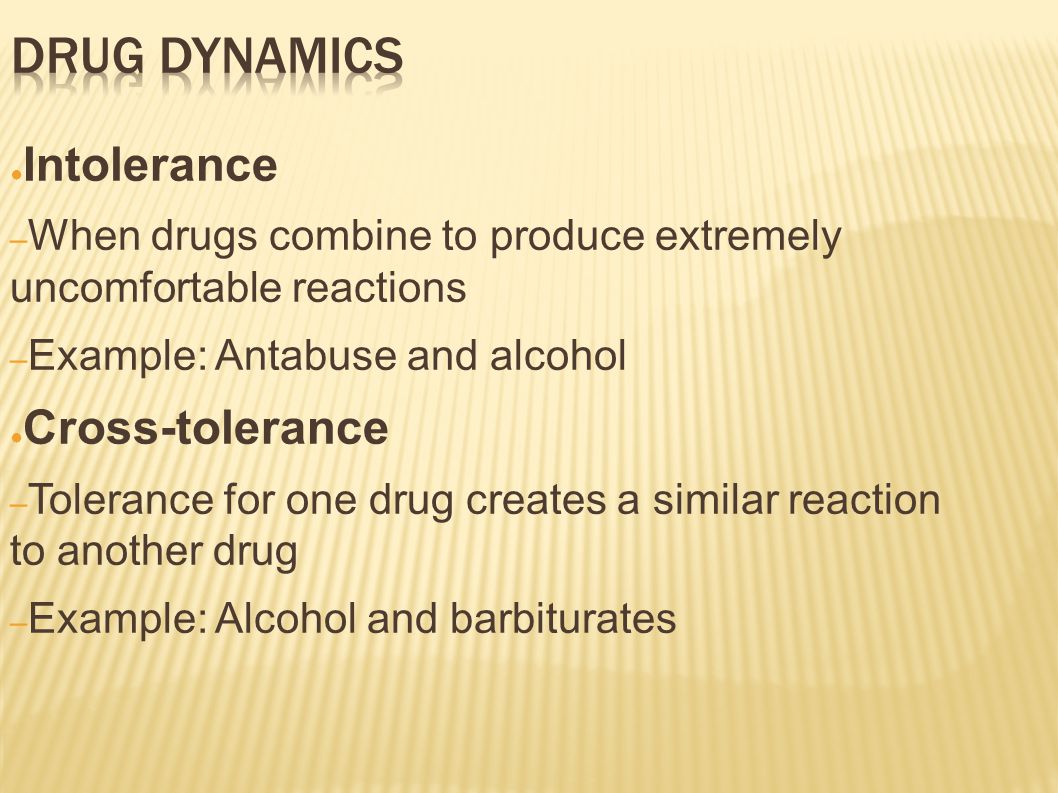 DRUG DYNAMICS
●Intolerance
–When drugs combine to produce extremely
uncomfortable reactions
–Example: Antabuse and alcohol
●Cross-tolerance
–Tolerance for one drug creates a similar reaction
to another drug
–Example: Alcohol and barbiturates